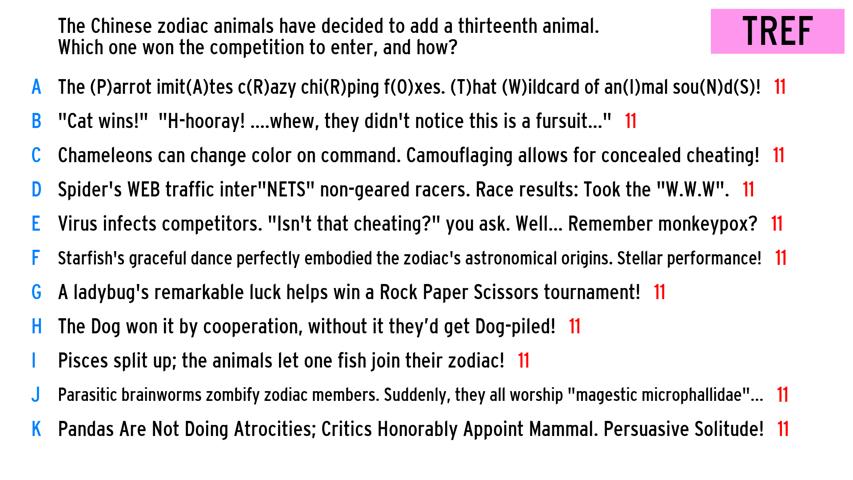 The Chinese zodiac animals have decided to add a thirteenth animal.
Which one won the competition to enter, and how?
TREF
A The (P)arrot imit(A)tes c(R)azy chi(R)ping f(O)xes. (T)hat (W)ildcard of an(I)mal sou(N)d(S)! 11
B "Cat wins!" "H-hooray! ....whew, they didn't notice this is a fursuit..." 11
C Chameleons can change color on command. Camouflaging allows for concealed cheating! 11
D Spider's WEB traffic inter"NETS" non-geared racers. Race results: Took the "W.W.W". 11
E Virus infects competitors. "Isn't that cheating?" you ask. Well... Remember monkeypox? 11
F Starfish's graceful dance perfectly embodied the zodiac's astronomical origins. Stellar performance! 11
G A ladybug's remarkable luck helps win a Rock Paper Scissors tournament! 11
H The Dog won it by cooperation, without it they’d get Dog-piled! 11
I Pisces split up; the animals let one fish join their zodiac! 11
J Parasitic brainworms zombify zodiac members. Suddenly, they all worship "magestic microphallidae"... 11
K Pandas Are Not Doing Atrocities; Critics Honorably Appoint Mammal. Persuasive Solitude! 11